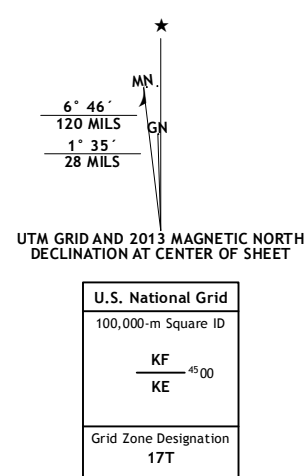 ★
MN.
6° 46´
120 MILS
GN
1° 35´
28 MILS
UTM GRID AND 2013 MAGNETIC NORTH
DECLINATION AT CENTER OF SHEET
U.S. National Grid
100,000-m Square ID
KF
4500
KE
Grid Zone Designation
17T